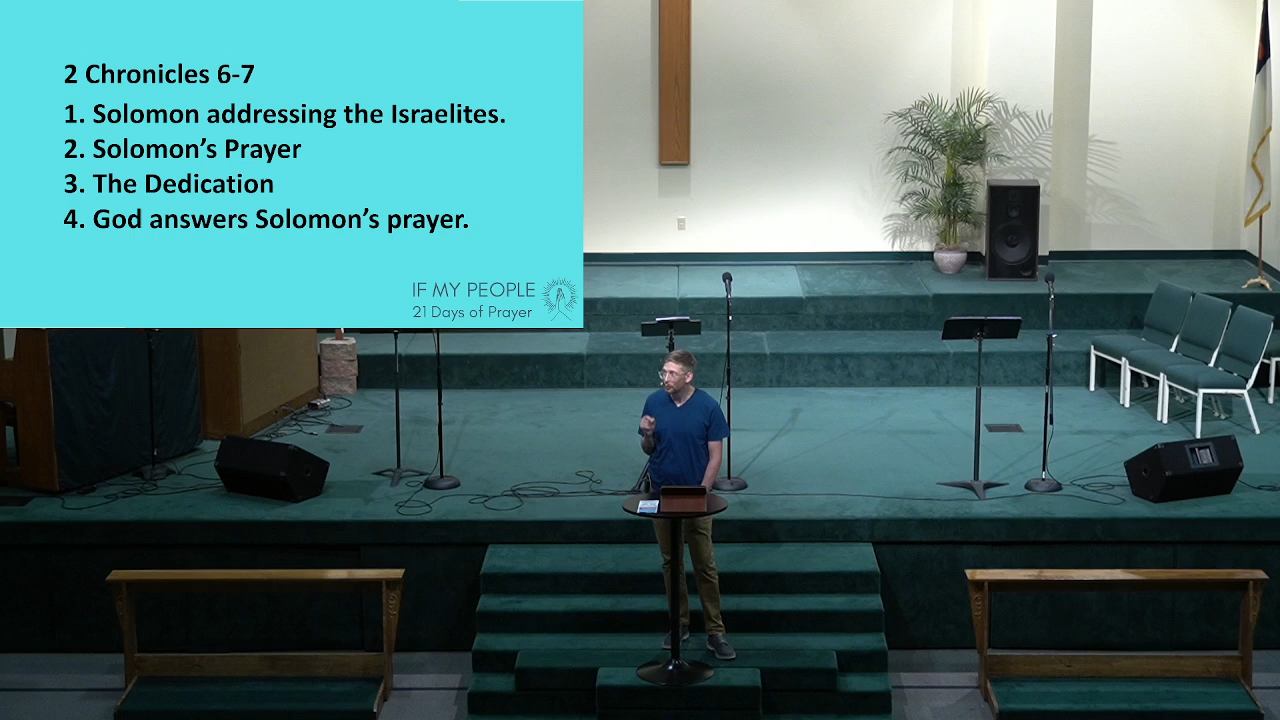 2 Chronicles 6-7
1. Solomon addressing the Israelites.
2. Solomon’s Prayer
3. The Dedication
4. God answers Solomon’s prayer.
IF MY PEOPLE
21 Days of Prayer